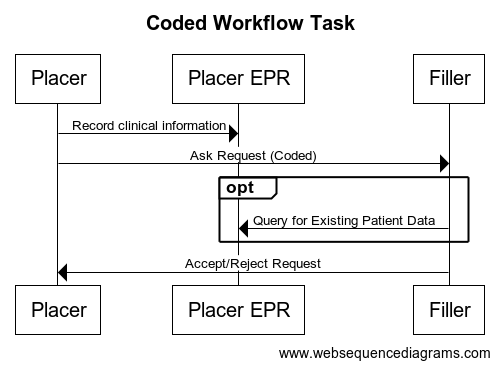 Coded Workflow Task
Placer Placer EPR Filler
Record clinical information
Ask Request (Coded)
opt
Query for Existing Patient Data
Accept/Reject Request
Placer Placer EPR Filler
www.websequencediagrams.com